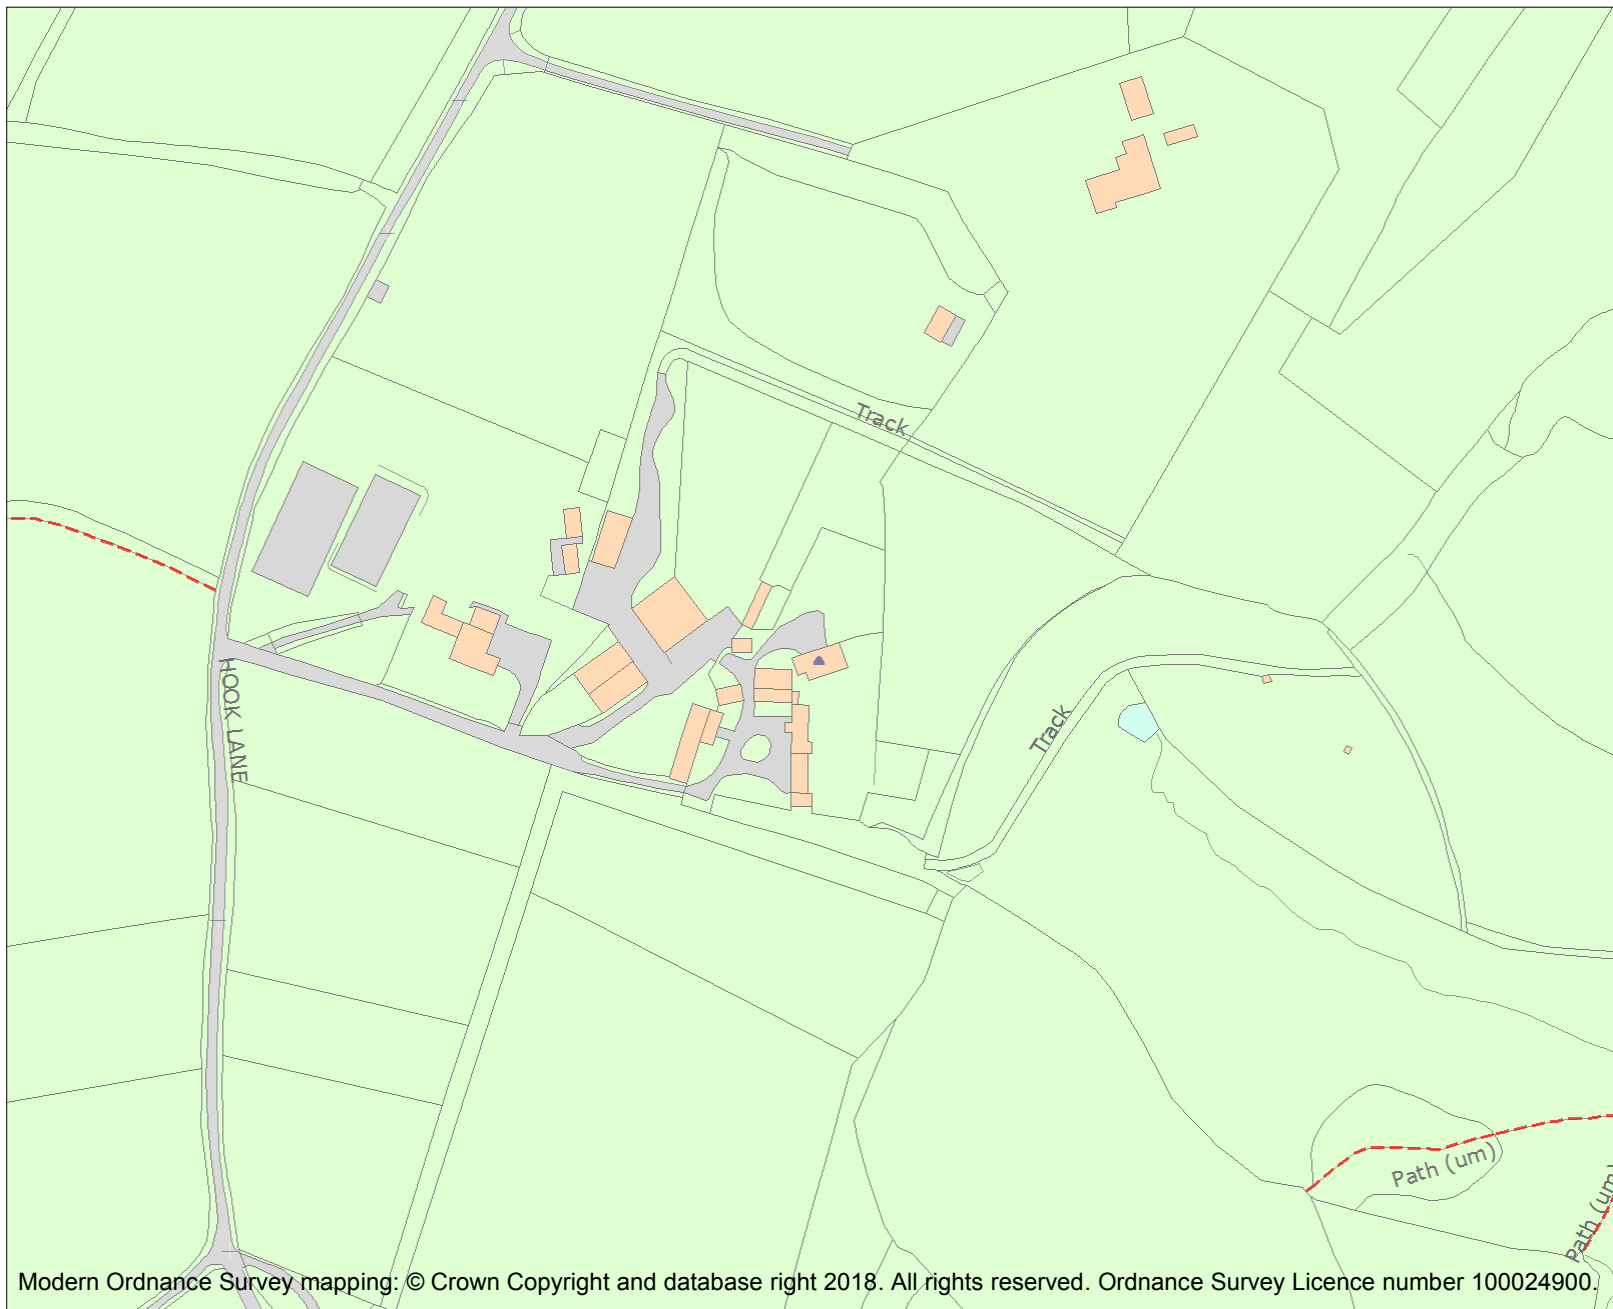 Track
HOOK LANE
Track
Path (um)
Path (um)
Modern Ordnance Survey mapping: © Crown Copyright and database right 2018. All rights reserved. Ordnance Survey Licence number 100024900.